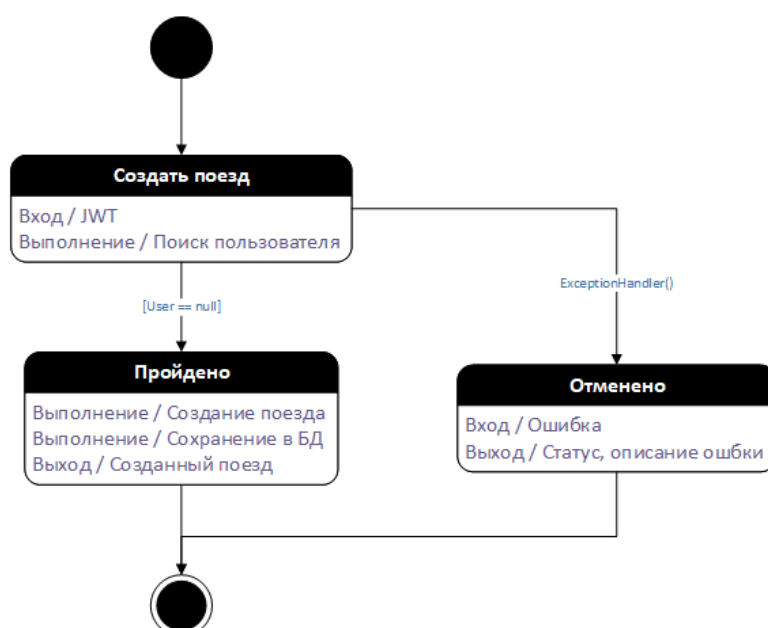 Создать поезд
Вход / JWT
Выполнение / Поиск пользователя
ExceptionHandler()
[User == null]
Пройдено
Выполнение / Создание поезда
Выполнение / Сохранение в БД
Выход / Созданный поезд
Отменено
Вход / Ошибка
Выход / Статус, описание ошбки